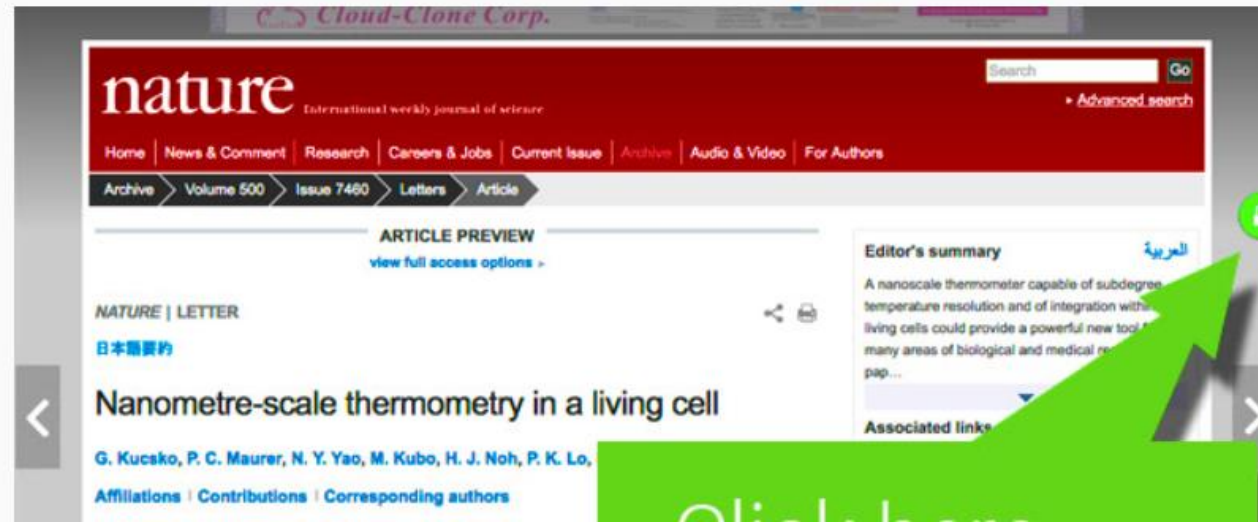 Cloud-Clone Corp.
nature International weekly journal of science
Search Go
Advanced search
Home News & Comment Research Careers & Jobs Current Issue Archive Audio & Video For Authors
Archive Volume 500 Issue 7460 Letters Article
ARTICLE PREVIEW
view full access options
NATURE | LETTER
日本語要約
Nanometre-scale thermometry in a living cell
G. Kucsko, P. C. Maurer, N. Y. Yao, M. Kubo, H. J. Noh, P. K. Lo,
Affiliations | Contributions | Corresponding authors
Editor's summary العربية
A nanoscale thermometer capable of subdegree
temperature resolution and of integration
living cells could provide a powerful new tool
many areas of biological and medical
pap...
Associated links
Click here